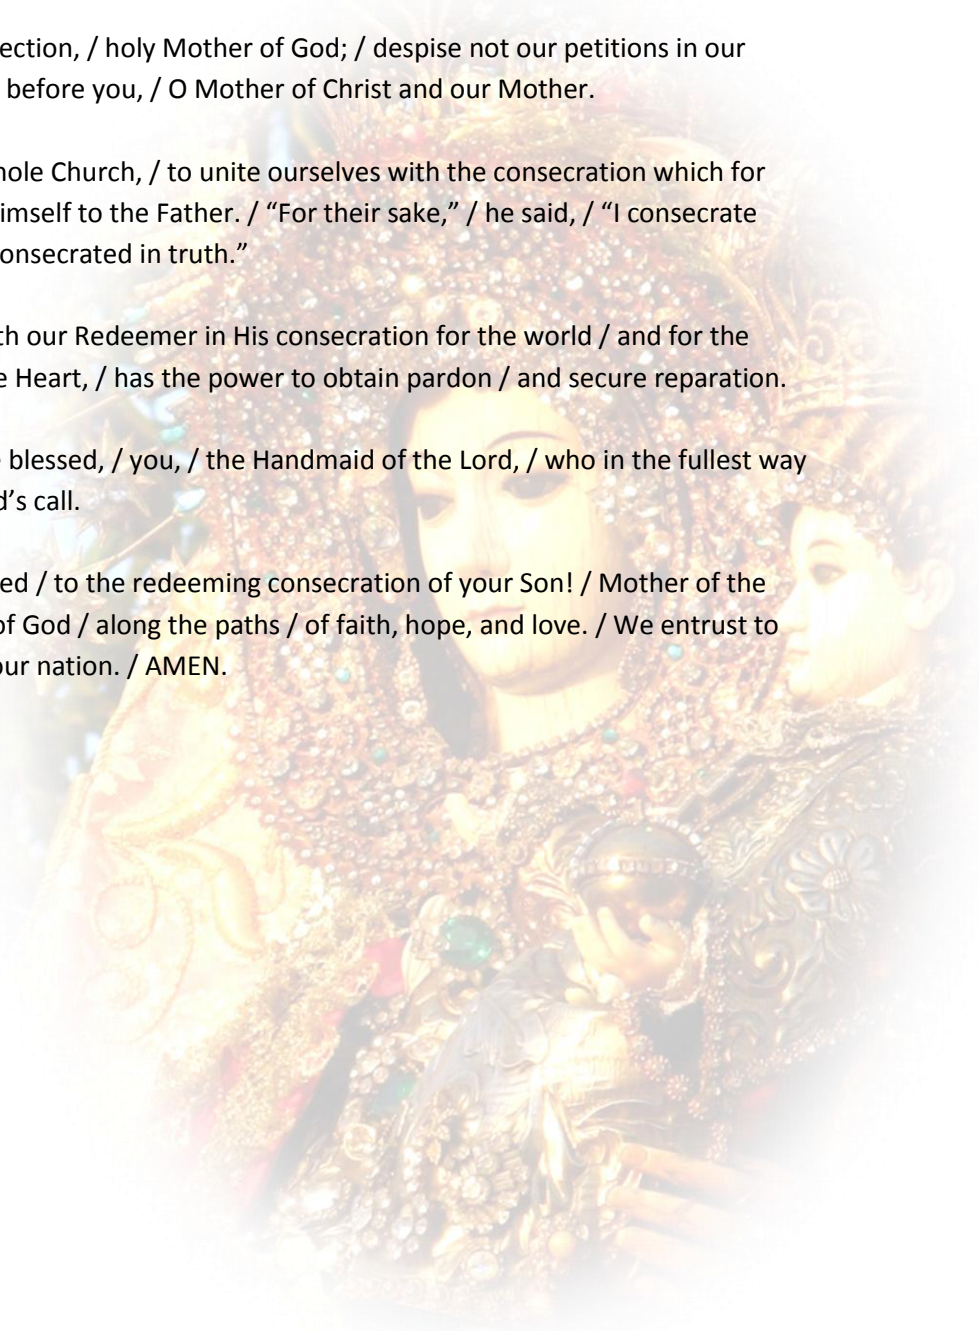 ection, / holy Mother of God; / despise not our petitions in our
before you, / O Mother of Christ and our Mother.
hole Church, / to unite ourselves with the consecration which for
imself to the Father. / “For their sake,” / he said, / “I consecrate
onsecrated in truth.”
th our Redeemer in His consecration for the world / and for the
e Heart, / has the power to obtain pardon / and secure reparation.
e blessed, / you, / the Handmaid of the Lord, / who in the fullest way
d’s call.
ed / to the redeeming consecration of your Son! / Mother of the
of God / along the paths / of faith, hope, and love. / We entrust to
our nation. / AMEN.